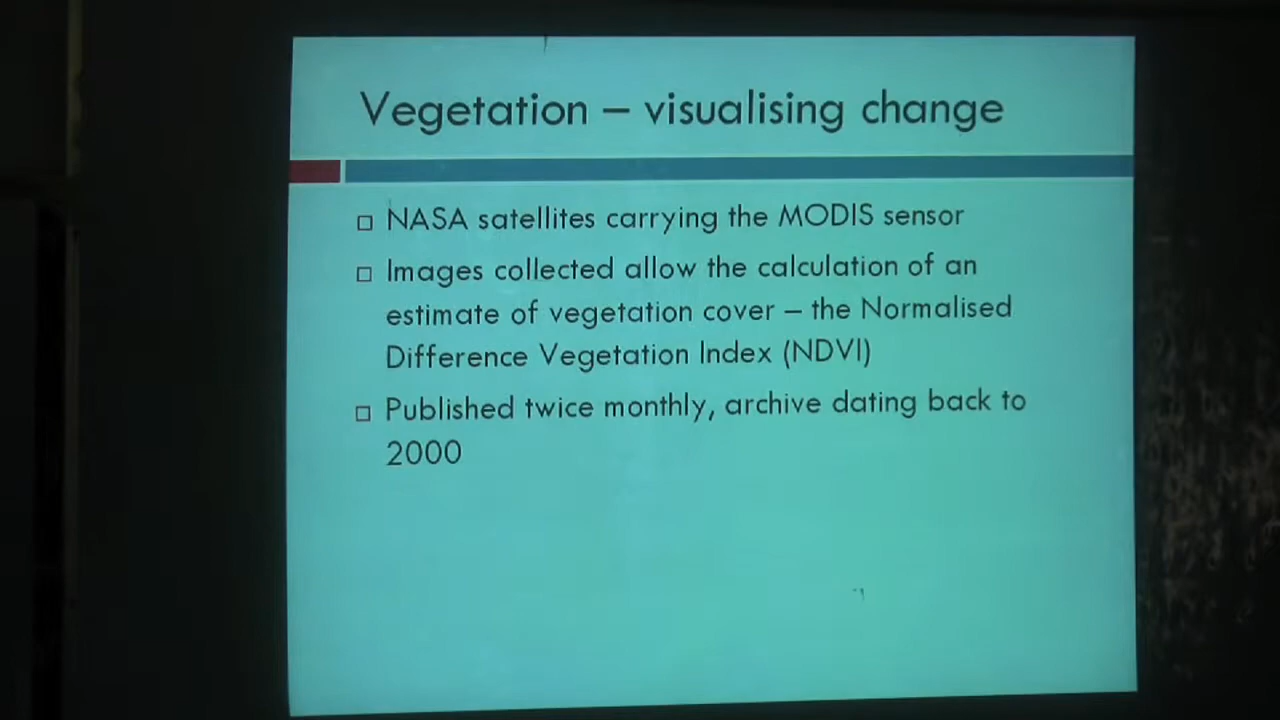 Vegetation – visualising change
NASA satellites carrying the MODIS sensor
Images collected allow the calculation of an
estimate of vegetation cover – the Normalised
Difference Vegetation Index (NDVI)
Published twice monthly, archive dating back to
2000